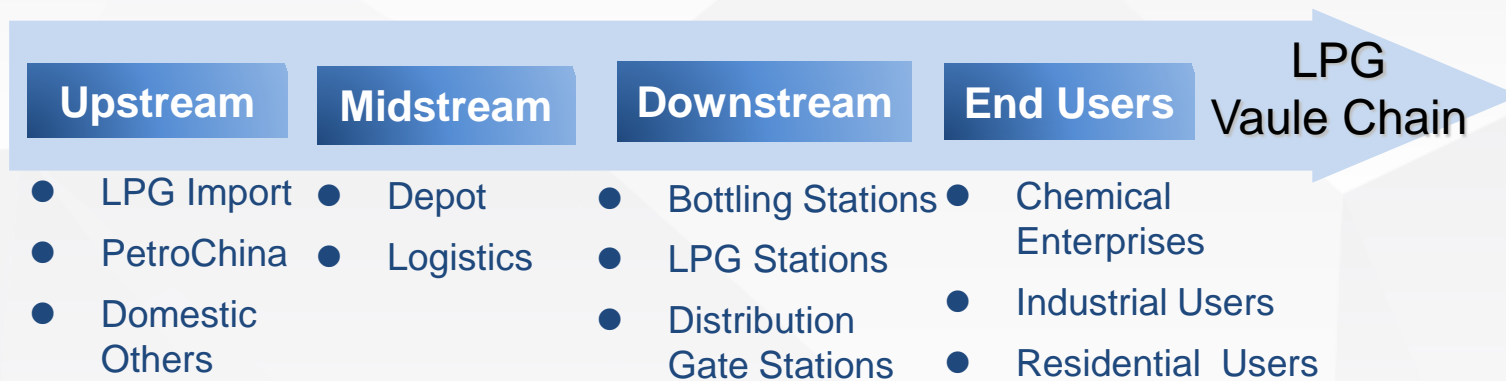 Upstream
Midstream
Downstream
End Users
LPG
Vaule Chain
● LPG Import
● PetroChina
● Domestic
Others
● Depot
● Logistics
● Bottling Stations
● LPG Stations
● Distribution
Gate Stations
● Chemical
Enterprises
● Industrial Users
● Residential Users